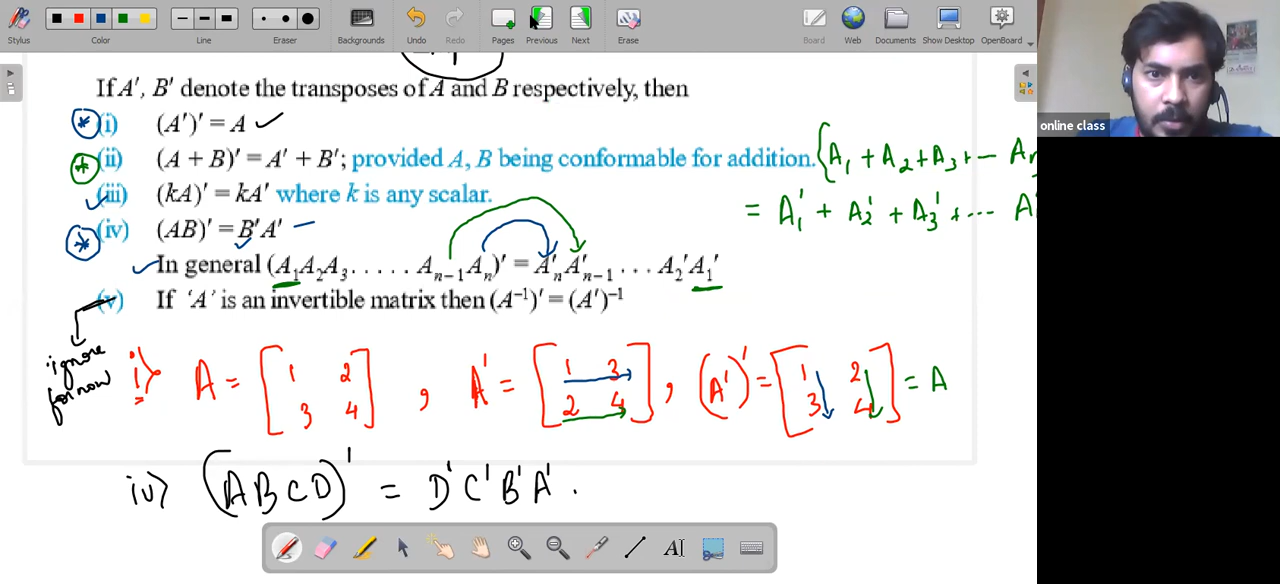 Stylus Color Line Eraser Backgrounds Undo Redo Pages Previous Next Erase Board Web Documents Show Desktop OpenBoard
If A′, B′ denote the transposes of A and B respectively, then
(i) (A′)′ = A ✓
(ii) (A + B)′ = A′ + B′; provided A, B being conformable for addition. {A₁ + A₂ + A₃ + --
(iii) (kA)′ = kA′ where k is any scalar.
= A₁′ + A₂′ + A₃′ + ...
(iv) (AB)′ = B′A′
In general (A₁A₂A₃ . . . . . Aₙ₋₁ Aₙ)′ = Aₙ′ A′ₙ₋₁ . . . A₂′A₁′
(v) If ‘A’ is an invertible matrix then (A⁻¹)′ = (A′)⁻¹
ignore for now
i) A = [1 2 3 4] , A′ = [1 3 2 4] , (A′)′ = [1 2 3 4] = A
iv) (ABCD)′ = D′C′B′A′.
online class